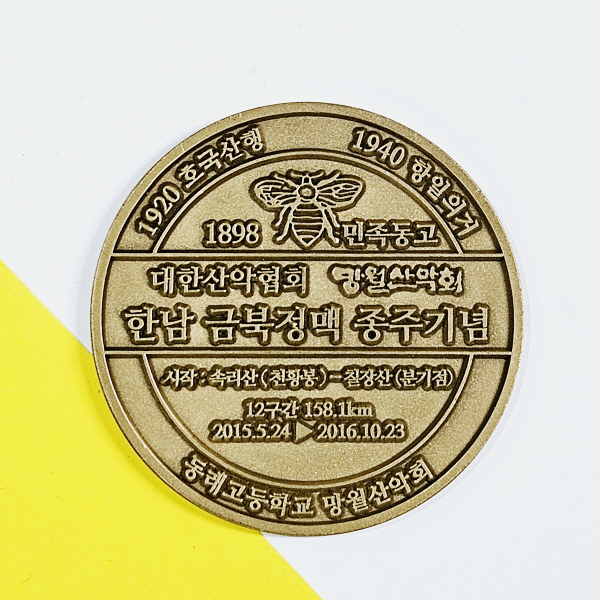 1920 호국산행 1940 항일의거
1898 민족동고
대한산악협회 망월산악회
한남 금북정맥 종주기념
시작 : 속리산 (천황봉) - 칠장산 (분기점)
12구간 158.1km
2015.5.24 ▷ 2016.10.23
동래고등학교 망월산악회